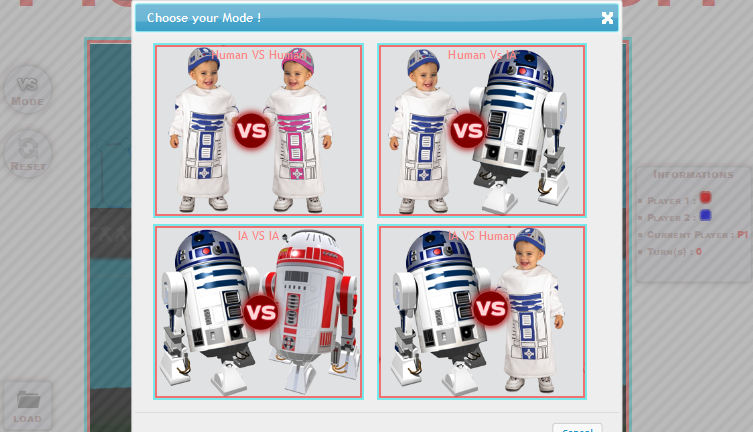 Choose your Mode !
Human VS Human
VS
Human Vs IA
VS
IA VS IA
VS
IA VS Human
VS
VS
Mode
Reset
LOAD
Informations
Player 1 :
Player 2 :
Current Player : P1
Turn(s) : 0
Cancel